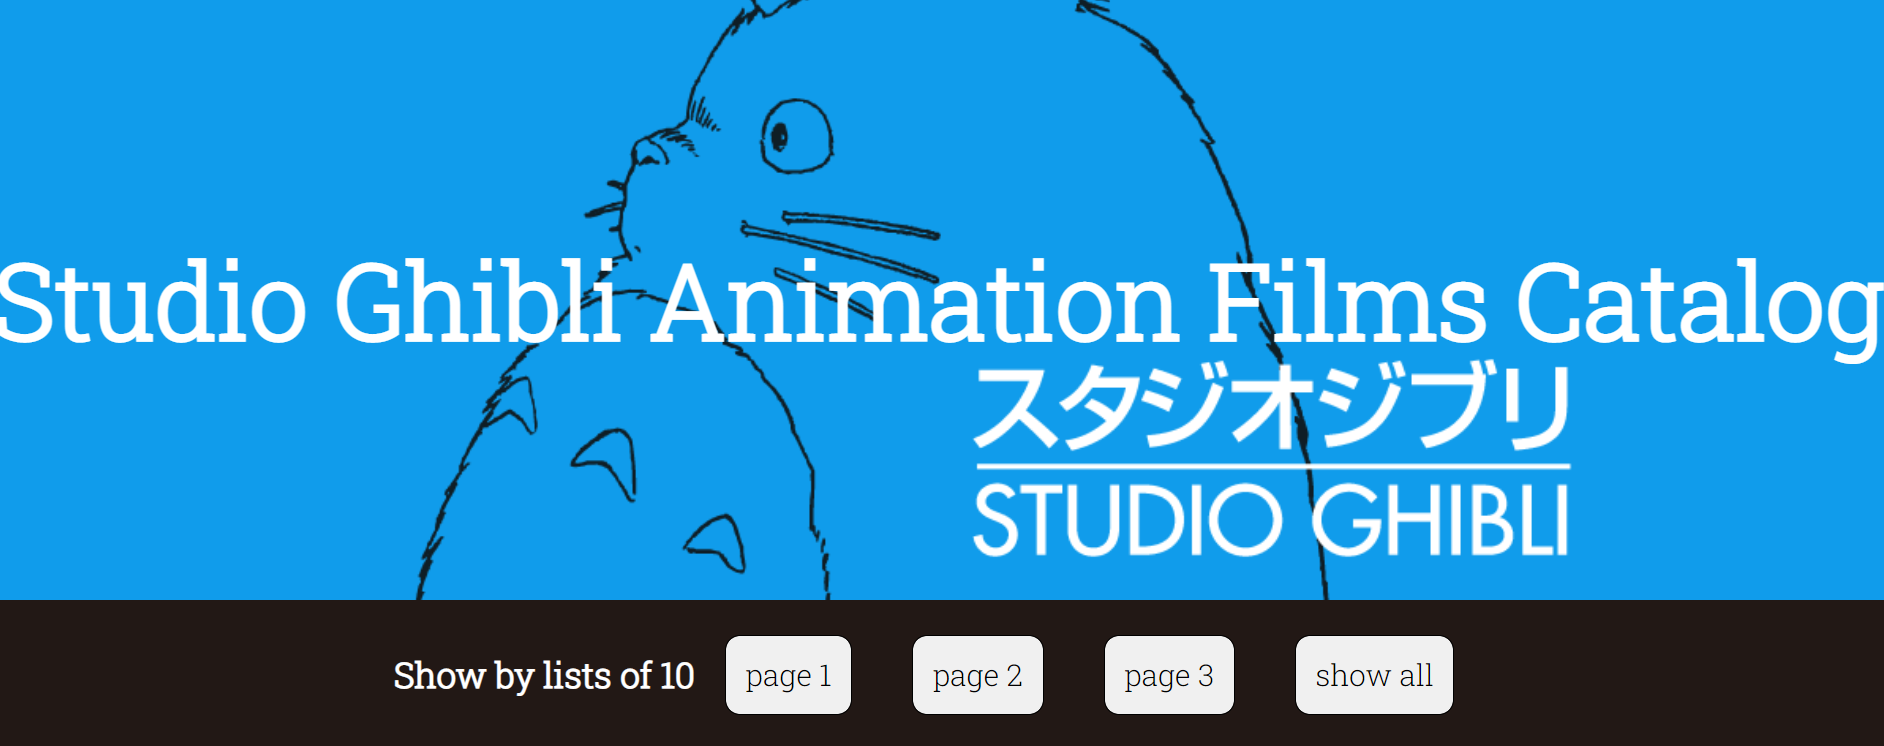 Studio Ghibli Animation Films Catalog
スタジオジブリ
STUDIO GHIBLI
Show by lists of 10 page 1 page 2 page 3 show all